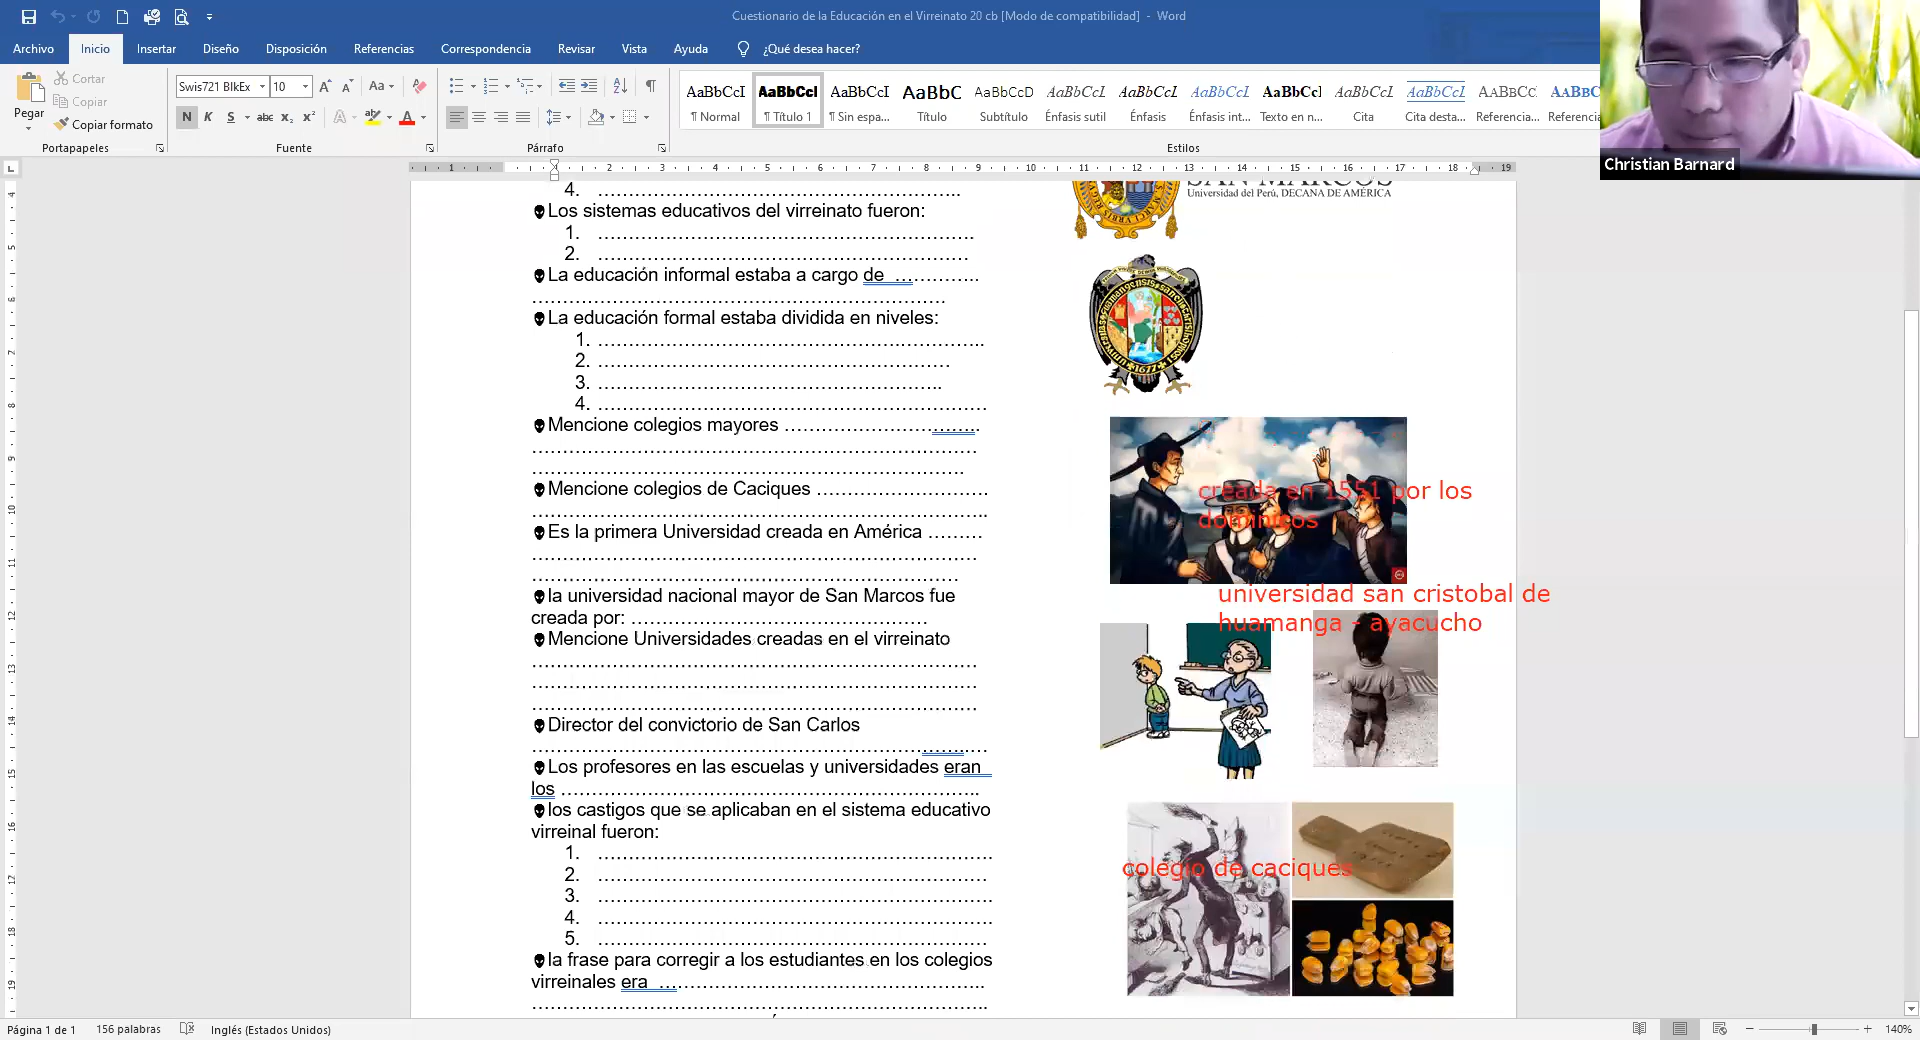 Cuestionario de la Educación en el Virreinato 20 cb [Modo de compatibilidad] - Word
Archivo Inicio Insertar Diseño Disposición Referencias Correspondencia Revisar Vista Ayuda ¿Qué desea hacer?
Pegar
Cortar
Copiar
Copiar formato
Portapapeles
Swis721 BlkEx 10
N K S abc x₂ x² A A
Fuente
Párrafo
AaBbCcI AaBbCcI AaBbCcI AaBbC AaBbCcD AaBbCcI AaBbCcI AaBbCcI AaBbCcI AaBbCcI AaBbCcI AABBCC AABBC
¶ Normal ¶ Título 1 ¶ Sin espa... Título Subtítulo Énfasis sutil Énfasis Énfasis int... Texto en n... Cita Cita desta... Referencia... Referencia
Estilos
Christian Barnard
4. ……………………………………………………….
Los sistemas educativos del virreinato fueron:
1. ……………………………………………………….
2. ………………………………………………………
La educación informal estaba a cargo de …………..
……………………………………………………………
La educación formal estaba dividida en niveles:
1. ………………………………………………………..
2. ……………………………………………………
3. …………………………………………………..
4. …………………………………………………………
Mencione colegios mayores …………………………..
………………………………………………………………
…………………………………………………………….
Mencione colegios de Caciques ……………………….
…………………………………………………………………..
Es la primera Universidad creada en América ………
………………………………………………………………
……………………………………………………………
la universidad nacional mayor de San Marcos fue
creada por: …………………………………………
Mencione Universidades creadas en el virreinato
………………………………………………………………
………………………………………………………………
………………………………………………………………
Director del convictorio de San Carlos
…………………………………………………………………
Los profesores en las escuelas y universidades eran
los …………………………………………………………..
los castigos que se aplicaban en el sistema educativo
virreinal fueron:
1. ……………………………………………………….
2. ………………………………………………………
3. ……………………………………………………….
4. ………………………………………………………
5. ………………………………………………………
la frase para corregir a los estudiantes en los colegios
virreinales era ……………………………………………..
…………………………………………………………………..
SAN MARCOS
Universidad del Perú, DECANA DE AMÉRICA
1677
creada en 1551 por los
dominicos
universidad san cristobal de
huamanga - ayacucho
colegio de caciques
Página 1 de 1 156 palabras Inglés (Estados Unidos) 140%